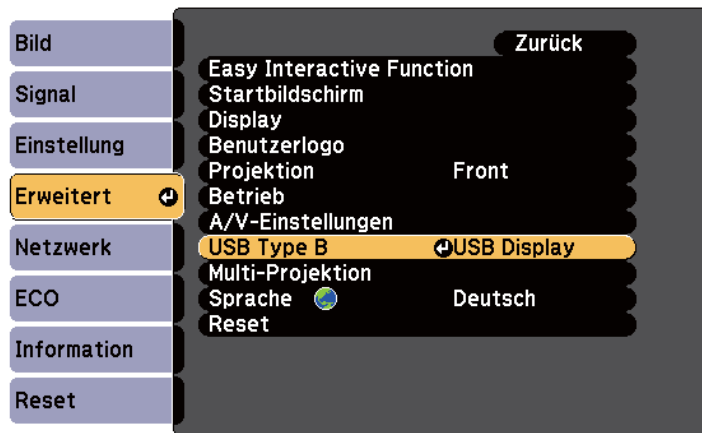 Bild
Signal
Einstellung
Erweitert
Netzwerk
ECO
Information
Reset
Zurück
Easy Interactive Function
Startbildschirm
Display
Benutzerlogo
Projektion Front
Betrieb
A/V-Einstellungen
USB Type B USB Display
Multi-Projektion
Sprache Deutsch
Reset